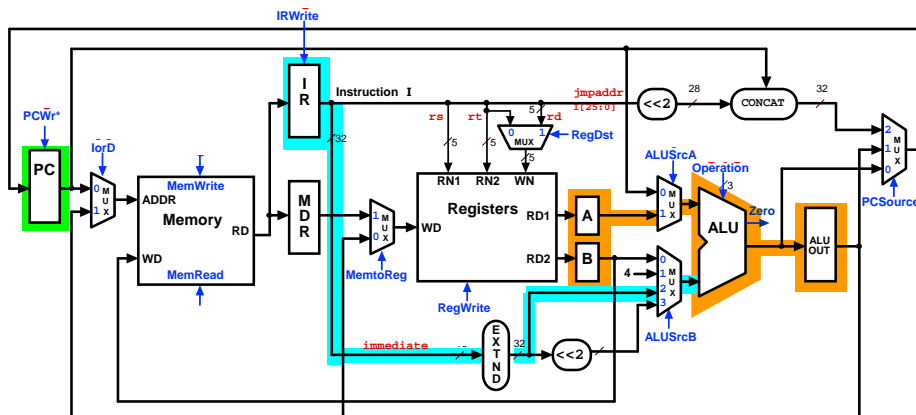 IRWrite
I
R
Instruction I
32
rs
rt
rd
5
5
5
5
jmpaddr
I[25:0]
<<2
28
CONCAT
32
PCWr*
PC
IorD
0
1
M
U
X
ADDR
MemWrite
Memory
RD
WD
MemRead
M
D
R
1
0
M
U
X
MemtoReg
0
1
MUX
RegDst
RN1
RN2
WN
Registers
WD
RD1
RD2
RegWrite
A
B
ALUSrcA
0
1
M
U
X
Operation
3
Zero
ALU
4
0
1
2
3
M
U
X
ALUSrcB
ALU
OUT
2
1
0
M
U
X
PCSource
immediate
E
X
T
N
D
32
<<2